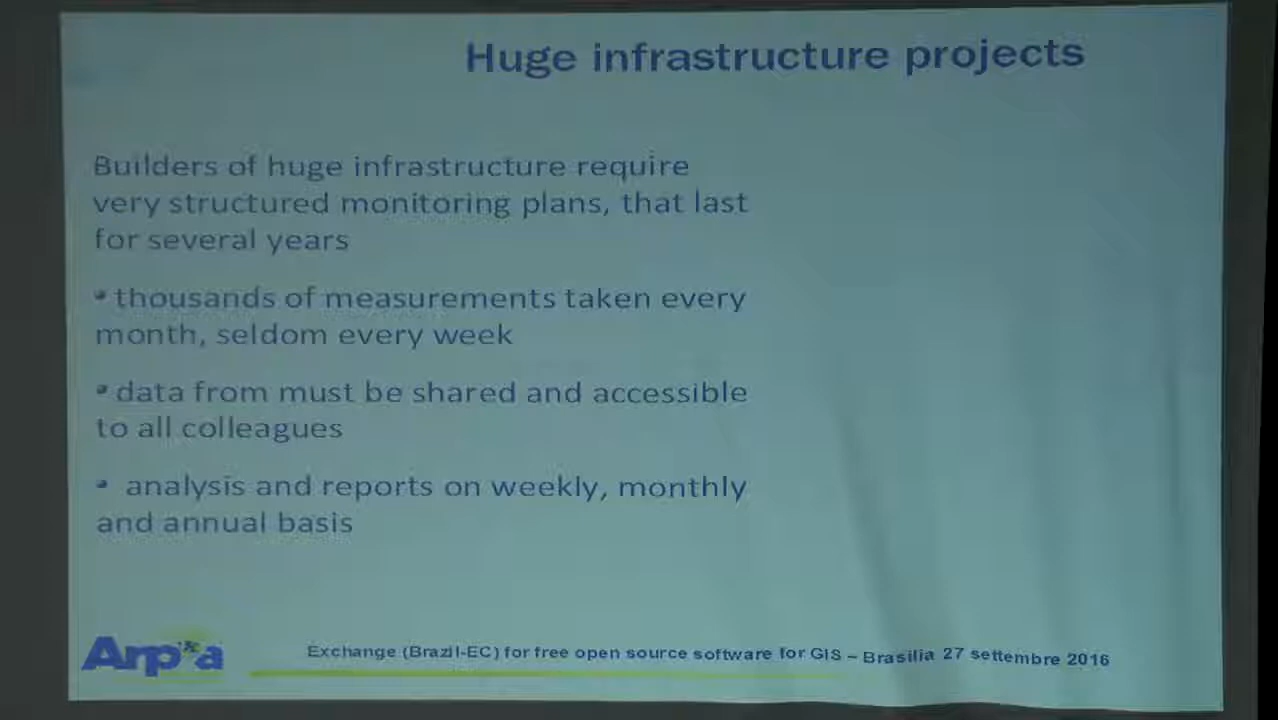 Huge infrastructure projects
Builders of huge infrastructure require
very structured monitoring plans, that last
for several years
• thousands of measurements taken every
month, seldom every week
• data from must be shared and accessible
to all colleagues
• analysis and reports on weekly, monthly
and annual basis
Arpa
Exchange (Brazil-EC) for free open source software for GIS – Brasilia 27 settembre 2016